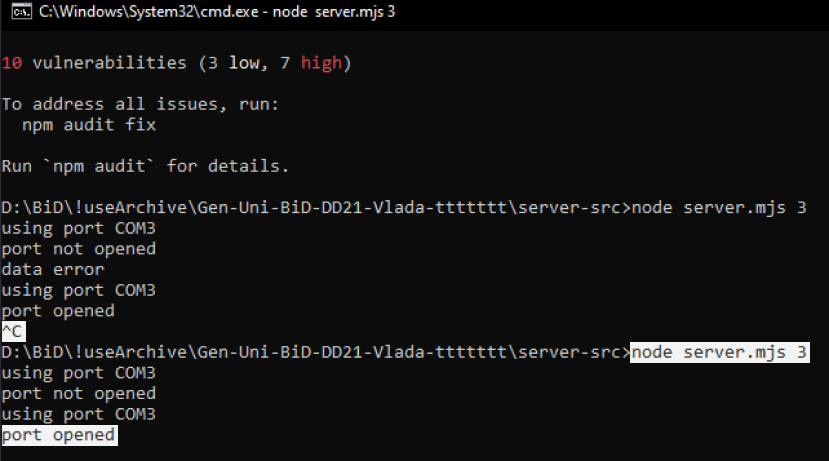 C:\Windows\System32\cmd.exe - node server.mjs 3
10 vulnerabilities (3 low, 7 high)
To address all issues, run:
npm audit fix
Run `npm audit` for details.
D:\BiD\!useArchive\Gen-Uni-BiD-DD21-Vlada-ttttttt\server-src>node server.mjs 3
using port COM3
port not opened
data error
using port COM3
port opened
^C
D:\BiD\!useArchive\Gen-Uni-BiD-DD21-Vlada-ttttttt\server-src>node server.mjs 3
using port COM3
port not opened
using port COM3
port opened